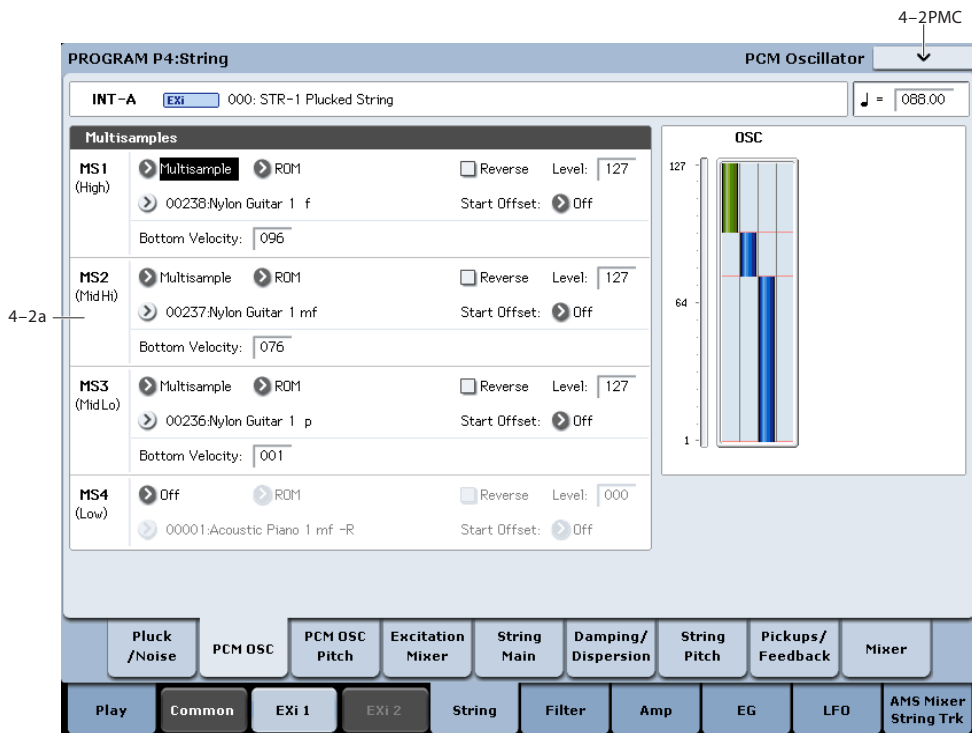 4–2PMC
PROGRAM P4:String PCM Oscillator
INT-A EXi 000: STR-1 Plucked String ♩ = 088.00
Multisamples
OSC
MS1 Multisample ROM Reverse Level: 127
(High)
00238:Nylon Guitar 1 f Start Offset: Off
Bottom Velocity: 096
MS2 Multisample ROM Reverse Level: 127
(MidHi)
00237:Nylon Guitar 1 mf Start Offset: Off
Bottom Velocity: 076
MS3 Multisample ROM Reverse Level: 127
(MidLo)
00236:Nylon Guitar 1 p Start Offset: Off
Bottom Velocity: 001
MS4 Off ROM Reverse Level: 000
(Low)
00001:Acoustic Piano 1 mf -R Start Offset: Off
127
64
1
4–2a
Pluck
/Noise
PCM OSC
PCM OSC
Pitch
Excitation
Mixer
String
Main
Damping/
Dispersion
String
Pitch
Pickups/
Feedback
Mixer
Play
Common
EXi 1
EXi 2
String
Filter
Amp
EG
LFO
AMS Mixer
String Trk